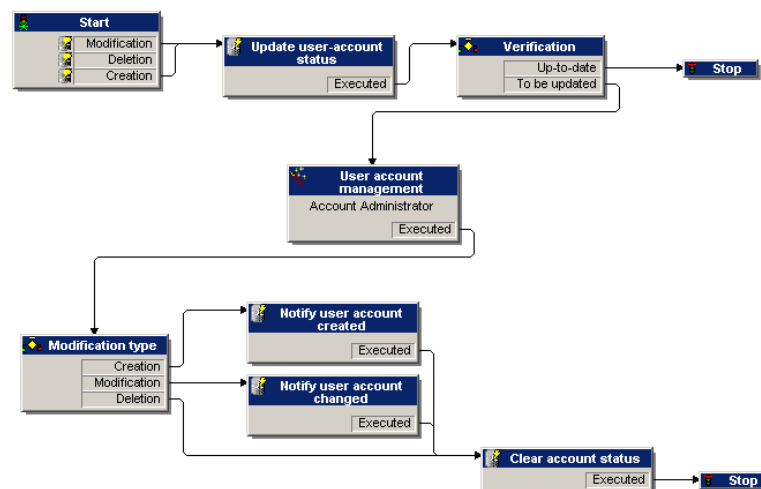 Start
Modification
Deletion
Creation
Update user-account
status
Executed
Verification
Up-to-date
To be updated
Stop
User account
management
Account Administrator
Executed
Modification type
Creation
Modification
Deletion
Notify user account
created
Executed
Notify user account
changed
Executed
Clear account status
Executed
Stop